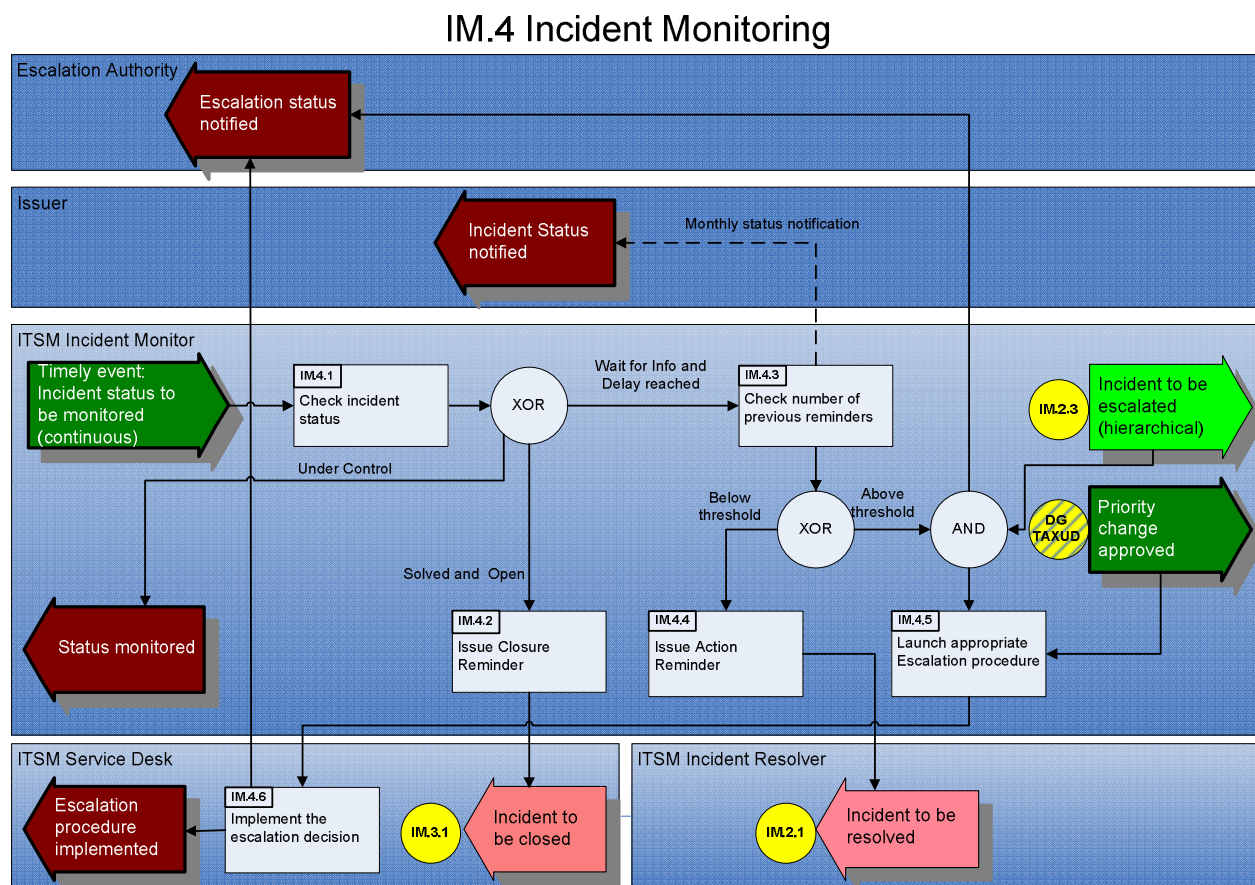 IM.4 Incident Monitoring
Escalation Authority
Escalation status
notified
Issuer
Incident Status
notified
Monthly status notification
ITSM Incident Monitor
Timely event:
Incident status to
be monitored
(continuous)
IM.4.1
Check incident
status
XOR
Wait for Info and
Delay reached
IM.4.3
Check number of
previous reminders
IM.2.3
Incident to be
escalated
(hierarchical)
Under Control
Below
threshold
XOR
Above
threshold
AND
DG
TAXUD
Priority
change
approved
Solved and Open
Status monitored
IM.4.2
Issue Closure
Reminder
IM.4.4
Issue Action
Reminder
IM.4.5
Launch appropriate
Escalation procedure
ITSM Service Desk
Escalation
procedure
implemented
IM.4.6
Implement the
escalation decision
IM.3.1
Incident to
be closed
ITSM Incident Resolver
IM.2.1
Incident to be
resolved